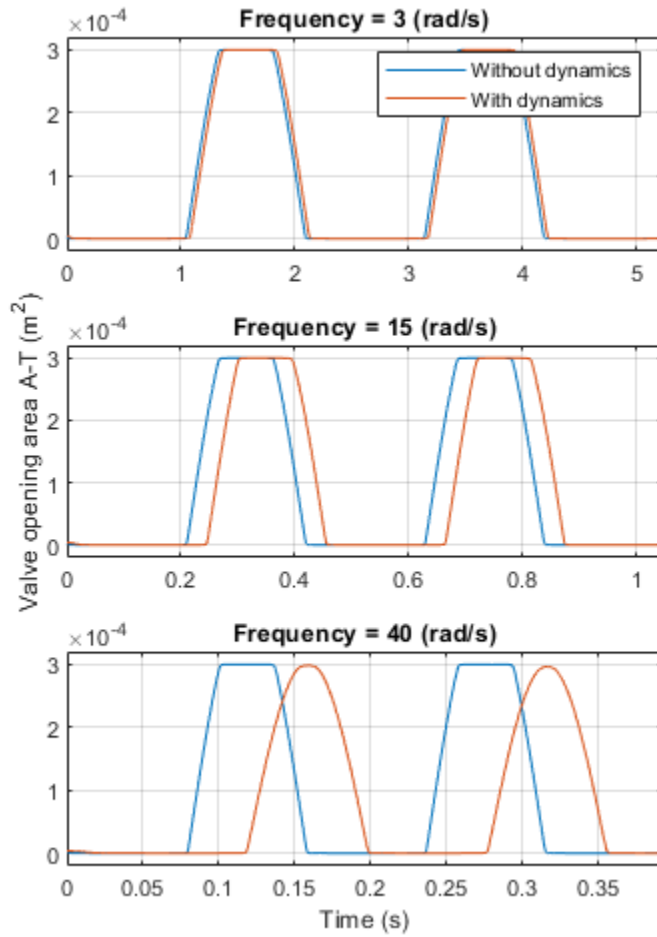 Frequency = 3 (rad/s)
×10⁻⁴
3
2
1
0
0 1 2 3 4 5
Without dynamics
With dynamics
Valve opening area A-T (m²)
Frequency = 15 (rad/s)
×10⁻⁴
3
2
1
0
0 0.2 0.4 0.6 0.8 1
Frequency = 40 (rad/s)
×10⁻⁴
3
2
1
0
0 0.05 0.1 0.15 0.2 0.25 0.3 0.35
Time (s)